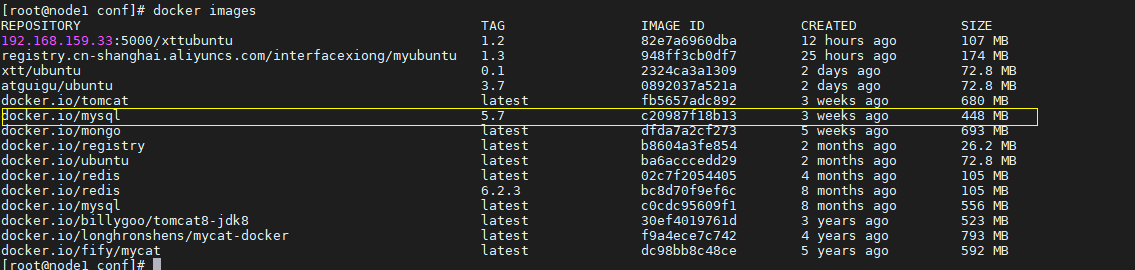 [root@node1 conf]# docker images
REPOSITORY TAG IMAGE ID CREATED SIZE
192.168.159.33:5000/xttubuntu 1.2 82e7a6960dba 12 hours ago 107 MB
registry.cn-shanghai.aliyuncs.com/interfacexiong/myubuntu 1.3 948ff3cb0df7 25 hours ago 174 MB
xtt/ubuntu 0.1 2324ca3a1309 2 days ago 72.8 MB
atguigu/ubuntu 3.7 0892037a521a 2 days ago 72.8 MB
docker.io/tomcat latest fb5657adc892 3 weeks ago 680 MB
docker.io/mysql 5.7 c20987f18b13 3 weeks ago 448 MB
docker.io/mongo latest dfda7a2cf273 5 weeks ago 693 MB
docker.io/registry latest b8604a3fe854 2 months ago 26.2 MB
docker.io/ubuntu latest ba6acccedd29 2 months ago 72.8 MB
docker.io/redis latest 02c7f2054405 4 months ago 105 MB
docker.io/redis 6.2.3 bc8d70f9ef6c 8 months ago 105 MB
docker.io/mysql latest c0cdc95609f1 8 months ago 556 MB
docker.io/billygoo/tomcat8-jdk8 latest 30ef4019761d 3 years ago 523 MB
docker.io/longhronshens/mycat-docker latest f9a4ece7c742 4 years ago 793 MB
docker.io/fify/mycat latest dc98bb8c48ce 5 years ago 592 MB
[root@node1 conf]#